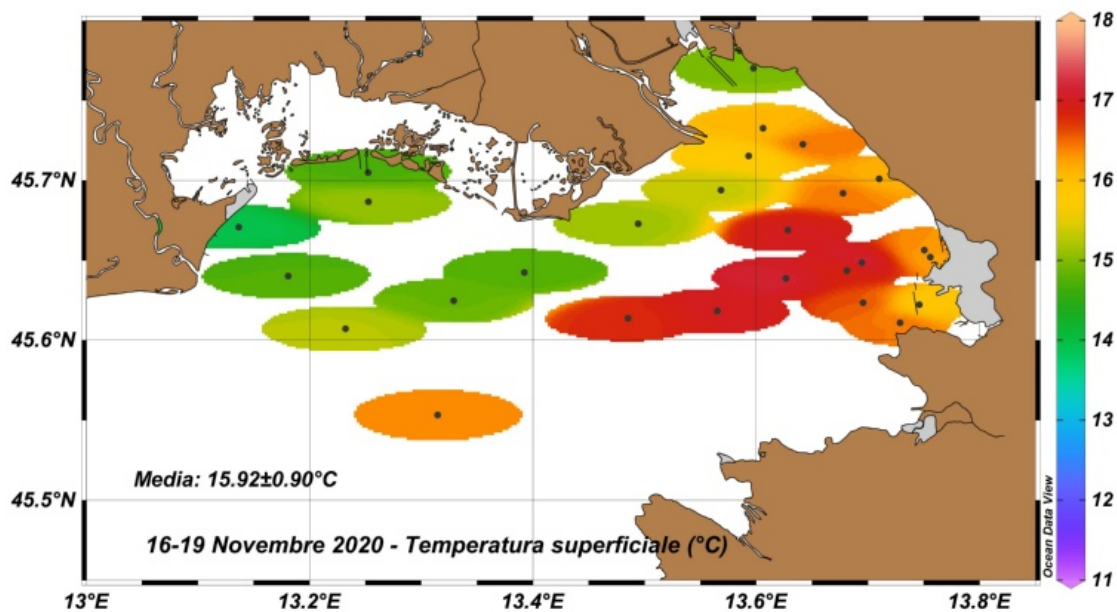 18
17
45.7°N
16
15
45.6°N
14
13
Media: 15.92±0.90°C
45.5°N
12
16-19 Novembre 2020 - Temperatura superficiale (°C)
Ocean Data View
11
13°E 13.2°E 13.4°E 13.6°E 13.8°E